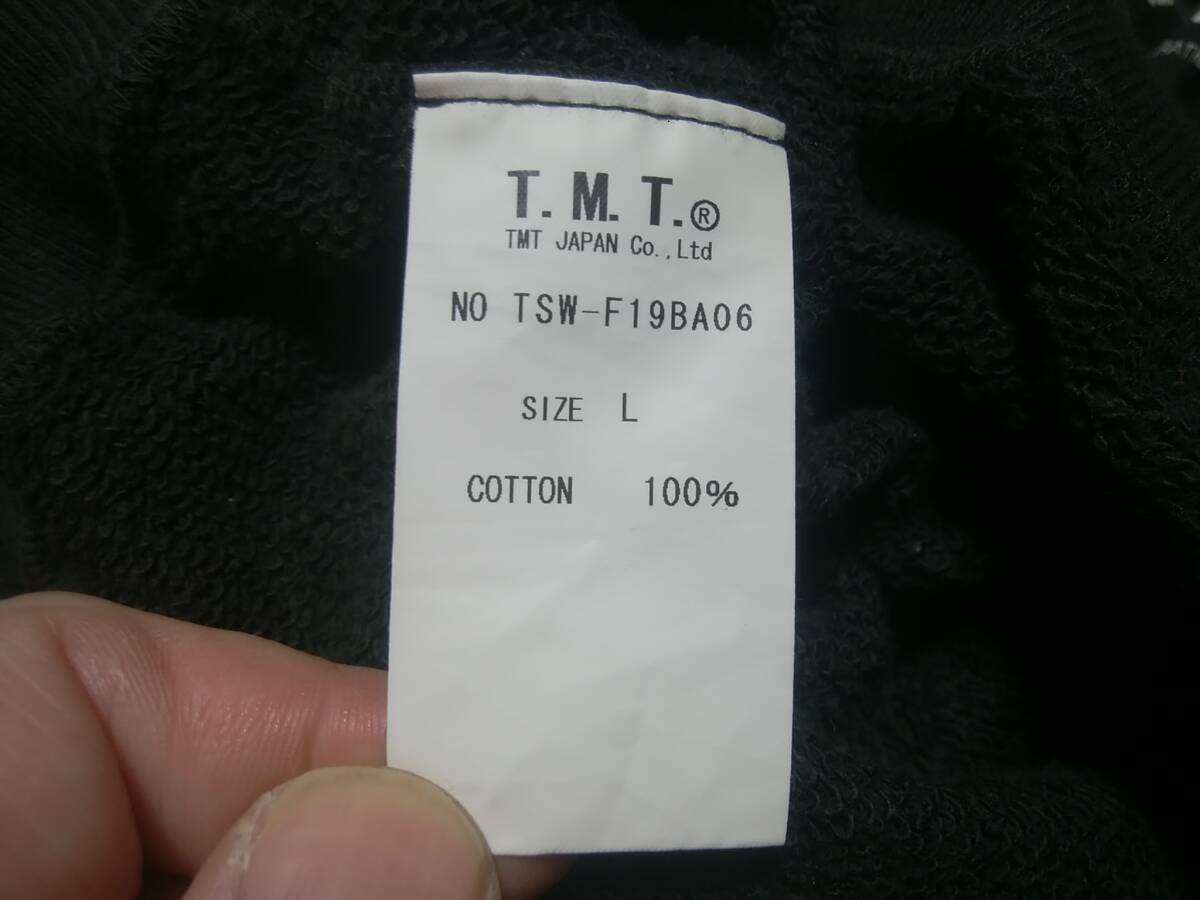 T.M.T.®
TMT JAPAN Co.,Ltd
NO TSW-F19BA06
SIZE L
COTTON 100%